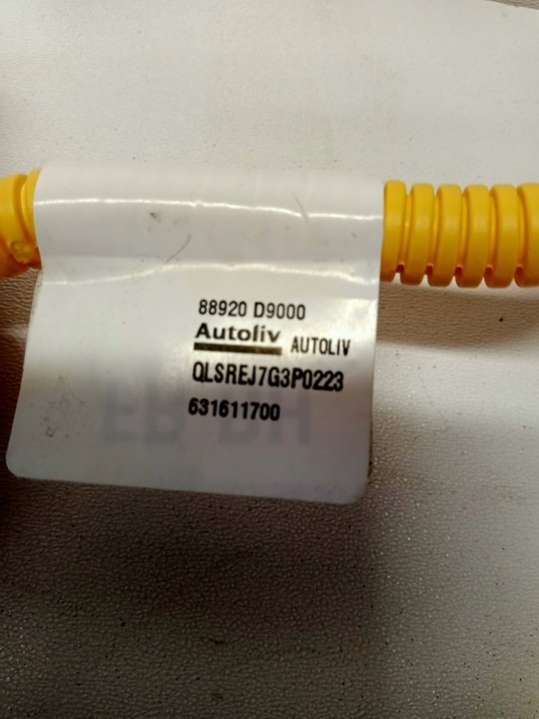 88920 D9000
Autoliv AUTOLIV
QLSREJ7G3P0223
631611700